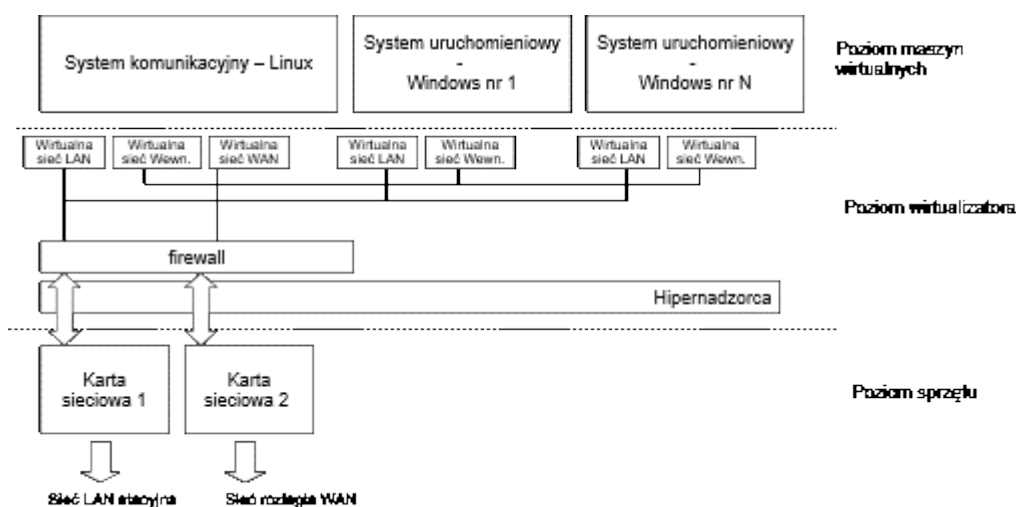 System komunikacyjny – Linux
System uruchomieniowy
-
Windows nr 1
System uruchomieniowy
-
Windows nr N
Poziom maszyn
wirtualnych
Wirtualna
sieć LAN
Wirtualna
sieć Wewn.
Wirtualna
sieć WAN
Wirtualna
sieć LAN
Wirtualna
sieć Wewn.
Wirtualna
sieć LAN
Wirtualna
sieć Wewn.
Poziom wirtualizatora
firewall
Hipernadzorca
Karta
sieciowa 1
Karta
sieciowa 2
Poziom sprzętu
Sieć LAN stacyjna
Sieć rozległa WAN